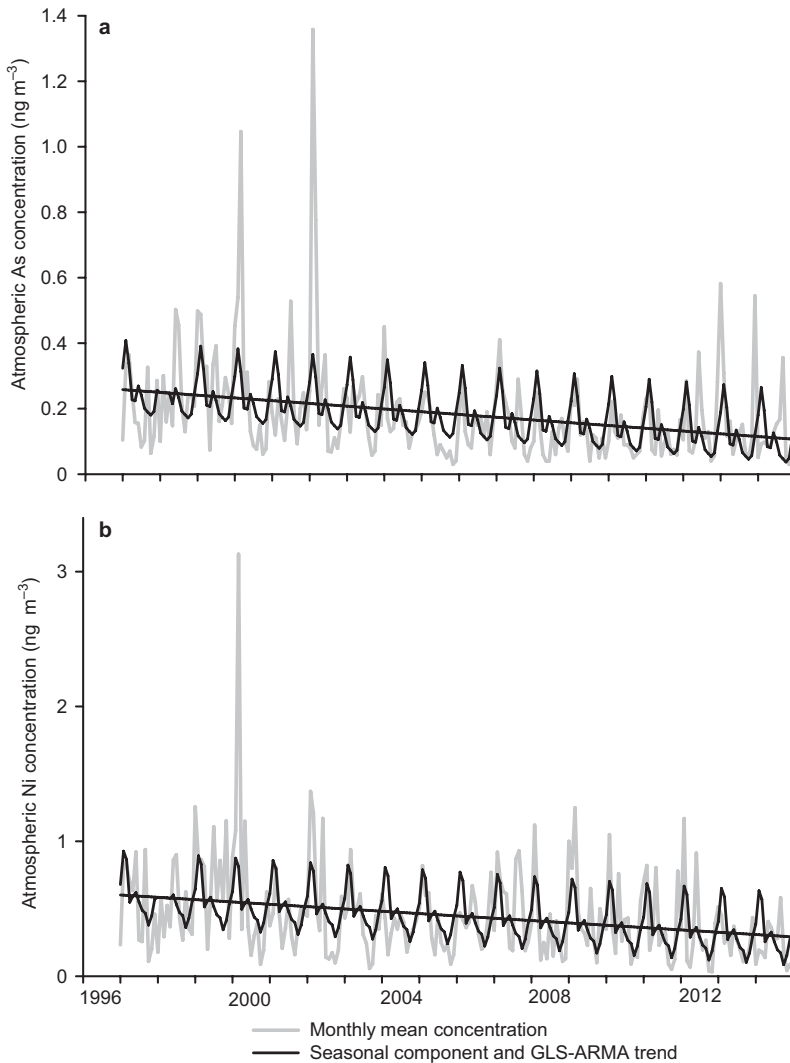 a
Atmospheric As concentration (ng m⁻³)
1.4
1.2
1.0
0.8
0.6
0.4
0.2
0
b
Atmospheric Ni concentration (ng m⁻³)
3
2
1
0
1996 2000 2004 2008 2012
Monthly mean concentration
Seasonal component and GLS-ARMA trend